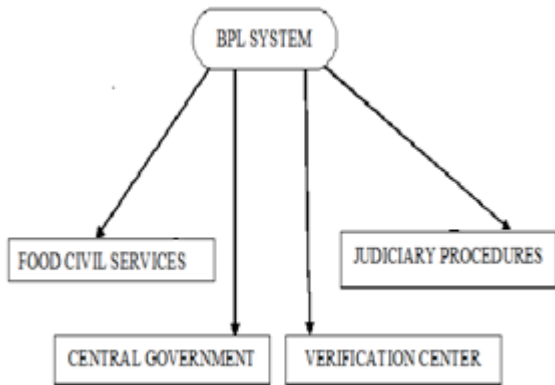 BPL SYSTEM
FOOD CIVIL SERVICES
JUDICIARY PROCEDURES
CENTRAL GOVERNMENT
VERIFICATION CENTER